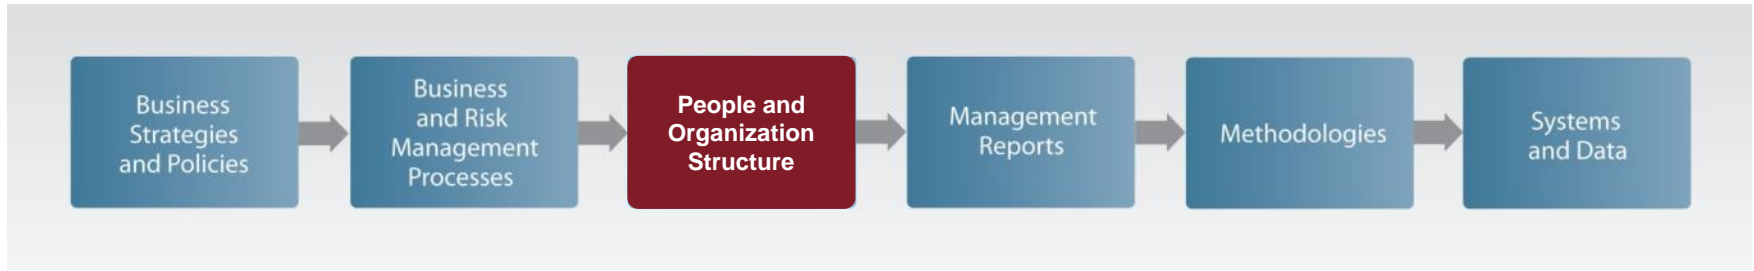 Business
Strategies
and Policies
Business
and Risk
Management
Processes
People and
Organization
Structure
Management
Reports
Methodologies
Systems
and Data